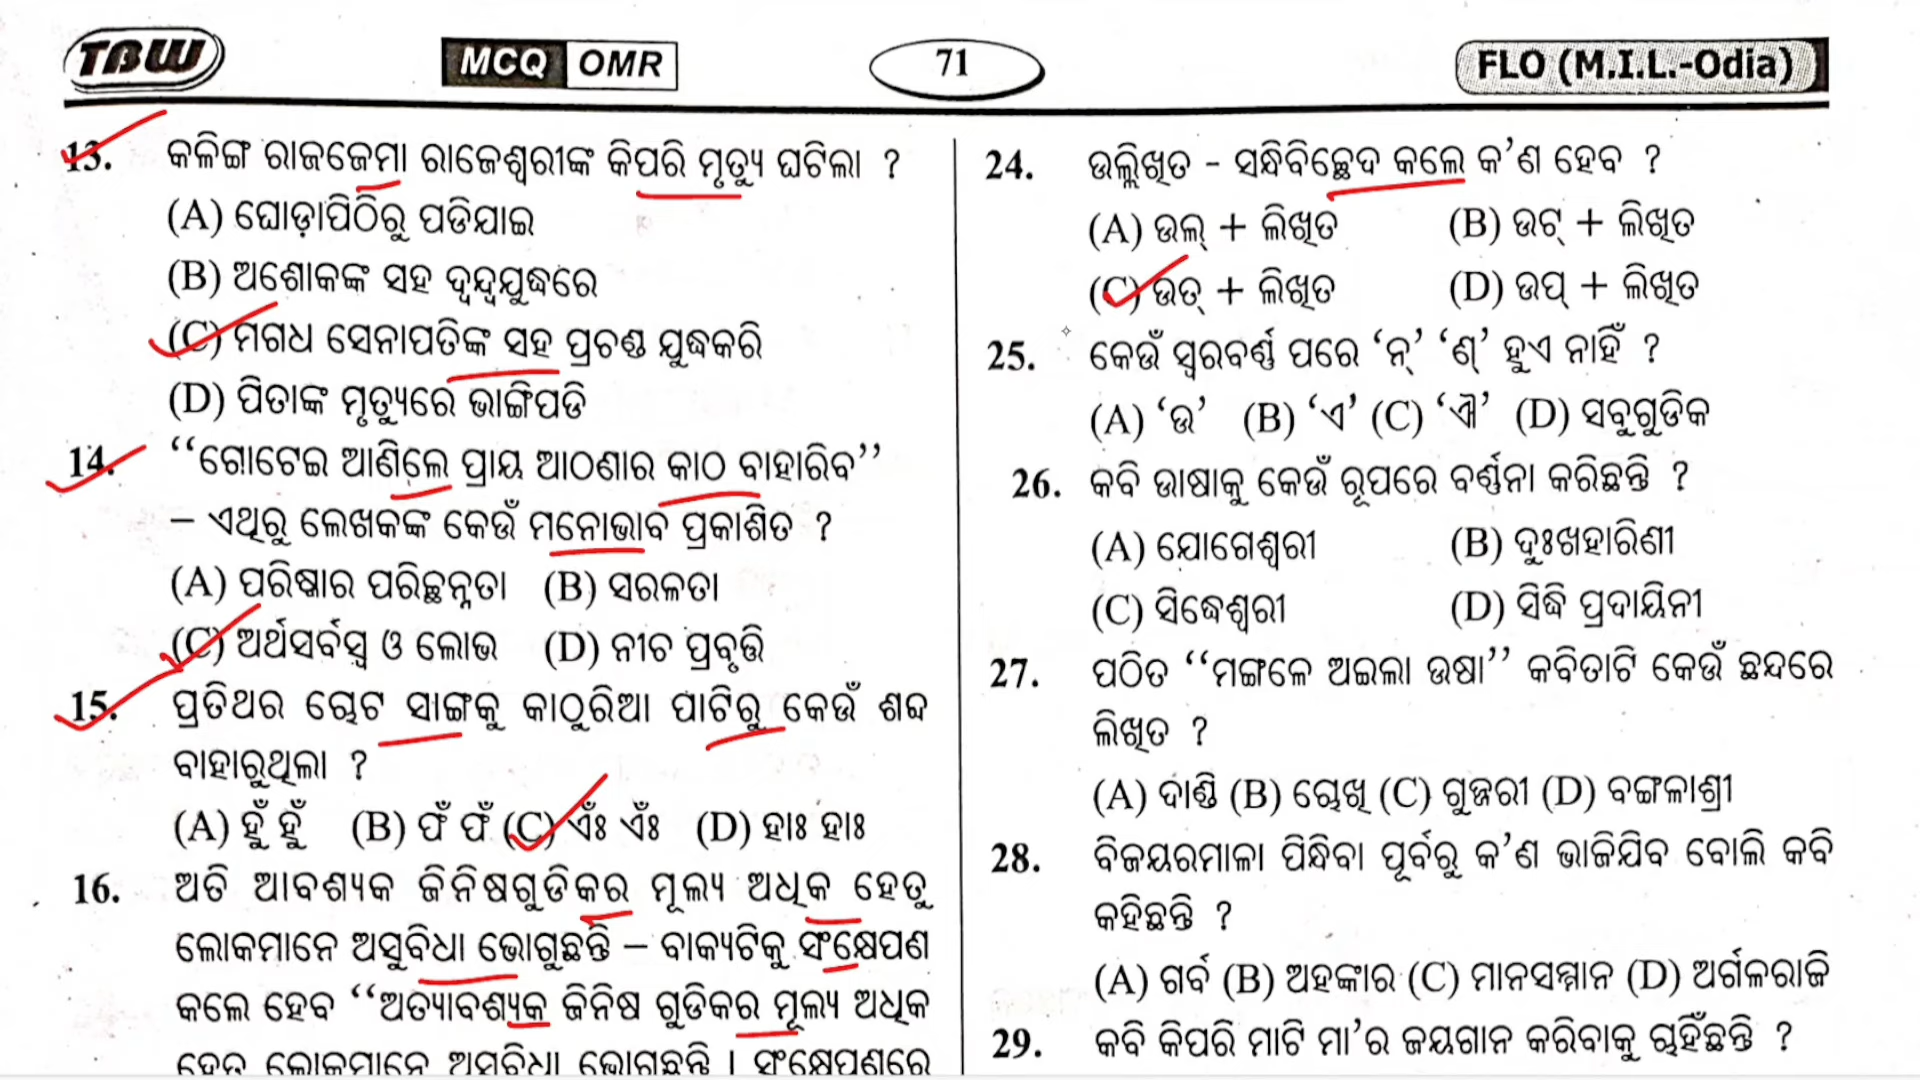 TBW MCQ OMR 71 FLO (M.I.L.-Odia)
13. କଳିଙ୍ଗ ରାଜଜେମା ରାଜେଶ୍ୱରୀଙ୍କ କିପରି ମୃତ୍ୟୁ ଘଟିଲା ?
(A) ଘୋଡ଼ାପିଠିରୁ ପଡିଯାଇ
(B) ଅଶୋକଙ୍କ ସହ ଦ୍ୱନ୍ଦ୍ୱଯୁଦ୍ଧରେ
(C) ମଗଧ ସେନାପତିଙ୍କ ସହ ପ୍ରଚଣ୍ଡ ଯୁଦ୍ଧକରି
(D) ପିତାଙ୍କ ମୃତ୍ୟୁରେ ଭାଙ୍ଗିପଡି
14. ‘‘ଗୋଟେଇ ଆଣିଲେ ପ୍ରାୟ ଆଠଣାର କାଠ ବାହାରିବ’’
– ଏଥିରୁ ଲେଖକଙ୍କ କେଉଁ ମନୋଭାବ ପ୍ରକାଶିତ ?
(A) ପରିଷ୍କାର ପରିଚ୍ଛନ୍ନତା (B) ସରଳତା
(C) ଅର୍ଥସର୍ବସ୍ୱ ଓ ଲୋଭ (D) ନୀଚ ପ୍ରବୃତ୍ତି
15. ପ୍ରତିଥର ଚୋଟ ସାଙ୍ଗକୁ କାଠୁରିଆ ପାଟିରୁ କେଉଁ ଶବ୍ଦ
ବାହାରୁଥିଲା ?
(A) ହୁଁ ହୁଁ (B) ଫଁ ଫଁ (C) ଏଁଃ ଏଁଃ (D) ହାଃ ହାଃ
16. ଅତି ଆବଶ୍ୟକ ଜିନିଷଗୁଡିକର ମୂଲ୍ୟ ଅଧିକ ହେତୁ
ଲୋକମାନେ ଅସୁବିଧା ଭୋଗୁଛନ୍ତି – ବାକ୍ୟଟିକୁ ସଂକ୍ଷେପଣ
କଲେ ହେବ ‘‘ଅତ୍ୟାବଶ୍ୟକ ଜିନିଷ ଗୁଡିକର ମୂଲ୍ୟ ଅଧିକ
ହେତୁ ଲୋକମାନେ ଅସୁବିଧା ଭୋଗୁଛନ୍ତି । ସଂକ୍ଷେପଣରେ
24. ଉଲ୍ଲିଖିତ - ସନ୍ଧିବିଚ୍ଛେଦ କଲେ କ’ଣ ହେବ ?
(A) ଉଲ୍ + ଲିଖିତ (B) ଉଟ୍ + ଲିଖିତ
(C) ଉତ୍ + ଲିଖିତ (D) ଉପ୍ + ଲିଖିତ
25. କେଉଁ ସ୍ୱରବର୍ଣ୍ଣ ପରେ ‘ନ୍’ ‘ଣ୍’ ହୁଏ ନାହିଁ ?
(A) ‘ଉ’ (B) ‘ଏ’ (C) ‘ଐ’ (D) ସବୁଗୁଡିକ
26. କବି ଭାଷାକୁ କେଉଁ ରୂପରେ ବର୍ଣ୍ଣନା କରିଛନ୍ତି ?
(A) ଯୋଗେଶ୍ୱରୀ (B) ଦୁଃଖହାରିଣୀ
(C) ସିଦ୍ଧେଶ୍ୱରୀ (D) ସିଦ୍ଧି ପ୍ରଦାୟିନୀ
27. ପଠିତ ‘‘ମଙ୍ଗଳେ ଅଇଲା ଉଷା’’ କବିତାଟି କେଉଁ ଛନ୍ଦରେ
ଲିଖିତ ?
(A) ଦାଣ୍ଡି (B) ଚୋଖି (C) ଗୁଜ୍ଜରୀ (D) ବଙ୍ଗଳାଶ୍ରୀ
28. ବିଜୟରମାଳା ପିନ୍ଧିବା ପୂର୍ବରୁ କ’ଣ ଭାଜିଯିବ ବୋଲି କବି
କହିଛନ୍ତି ?
(A) ଗର୍ବ (B) ଅହଙ୍କାର (C) ମାନସମ୍ମାନ (D) ଅର୍ଗଳରାଜି
29. କବି କିପରି ମାଟି ମା’ର ଜୟଗାନ କରିବାକୁ ଚାହିଁଛନ୍ତି ?